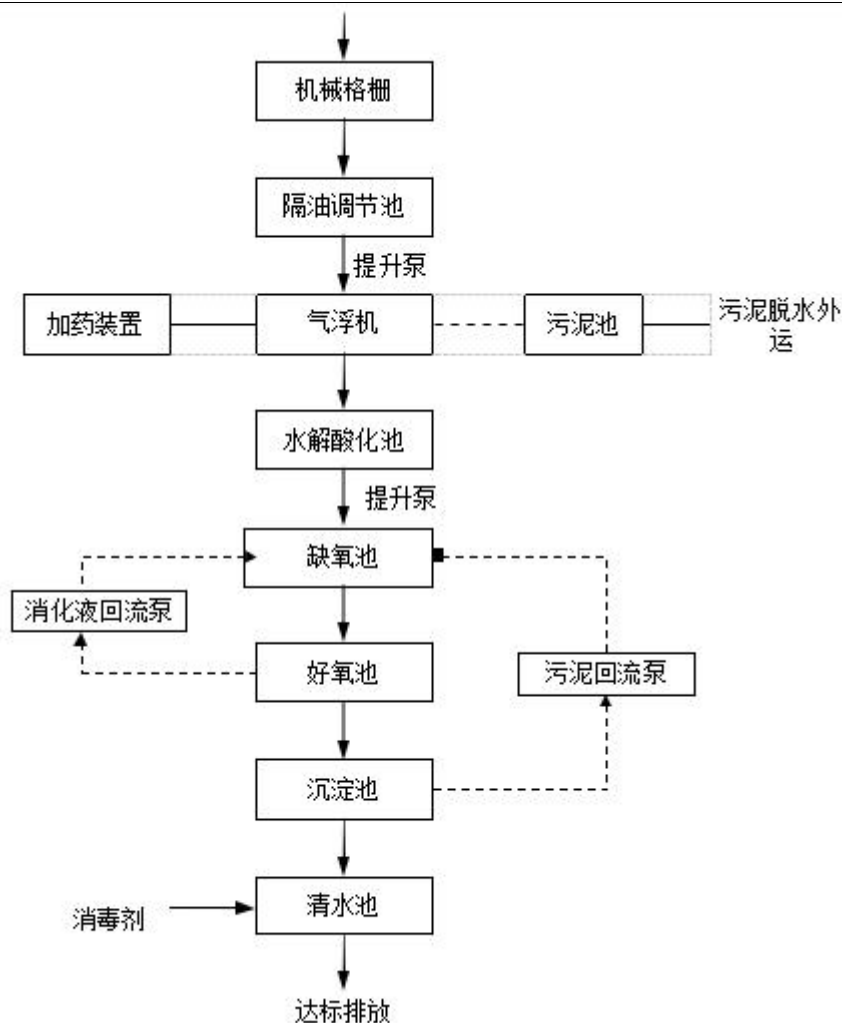 机械格栅
隔油调节池
提升泵
加药装置
气浮机
污泥池
污泥脱水外
运
水解酸化池
提升泵
缺氧池
消化液回流泵
好氧池
污泥回流泵
沉淀池
清水池
消毒剂
达标排放